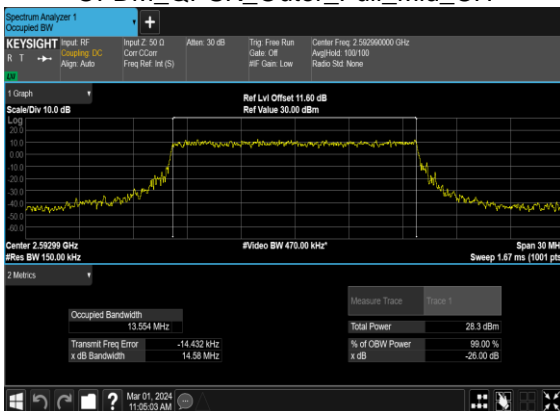 Spectrum Analyzer 1
Occupied BW
KEYSIGHT
R T
LV
Input: RF
Coupling: DC
Align: Auto
Input Z: 50 Ω
Corr CCorr
Freq Ref: Int (S)
Atten: 30 dB
Trig: Free Run
Gate: Off
#IF Gain: Low
Center Freq: 2.592990000 GHz
Avg|Hold: 100/100
Radio Std: None
1 Graph
Scale/Div 10.0 dB
Ref Lvl Offset 11.60 dB
Ref Value 30.00 dBm
Log
20.0
10.0
0.00
-10.0
-20.0
-30.0
-40.0
-50.0
-60.0
Center 2.59299 GHz
#Res BW 150.00 kHz
#Video BW 470.00 kHz*
Span 30 MH
Sweep 1.67 ms (1001 pts
2 Metrics
Measure Trace
Trace 1
Occupied Bandwidth
13.554 MHz
Total Power
28.3 dBm
Transmit Freq Error
-14.432 kHz
% of OBW Power
99.00 %
x dB Bandwidth
14.58 MHz
x dB
-26.00 dB
?
Mar 01, 2024
11:05:03 AM